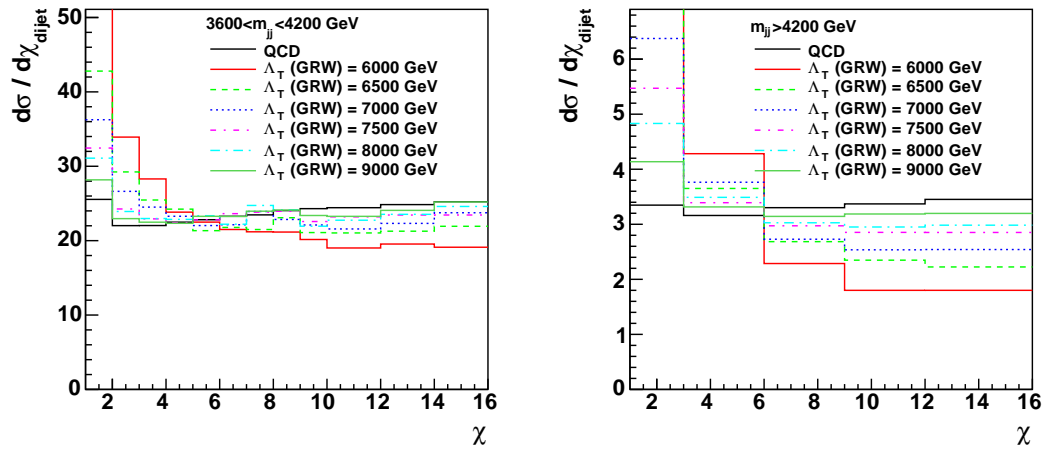 3600<m_jj<4200 GeV
QCD
Λ_T (GRW) = 6000 GeV
Λ_T (GRW) = 6500 GeV
Λ_T (GRW) = 7000 GeV
Λ_T (GRW) = 7500 GeV
Λ_T (GRW) = 8000 GeV
Λ_T (GRW) = 9000 GeV
dσ / dχ_dijet
50
40
30
20
10
0
2 4 6 8 10 12 14 16
χ
m_jj>4200 GeV
QCD
Λ_T (GRW) = 6000 GeV
Λ_T (GRW) = 6500 GeV
Λ_T (GRW) = 7000 GeV
Λ_T (GRW) = 7500 GeV
Λ_T (GRW) = 8000 GeV
Λ_T (GRW) = 9000 GeV
dσ / dχ_dijet
6
5
4
3
2
1
0
2 4 6 8 10 12 14 16
χ